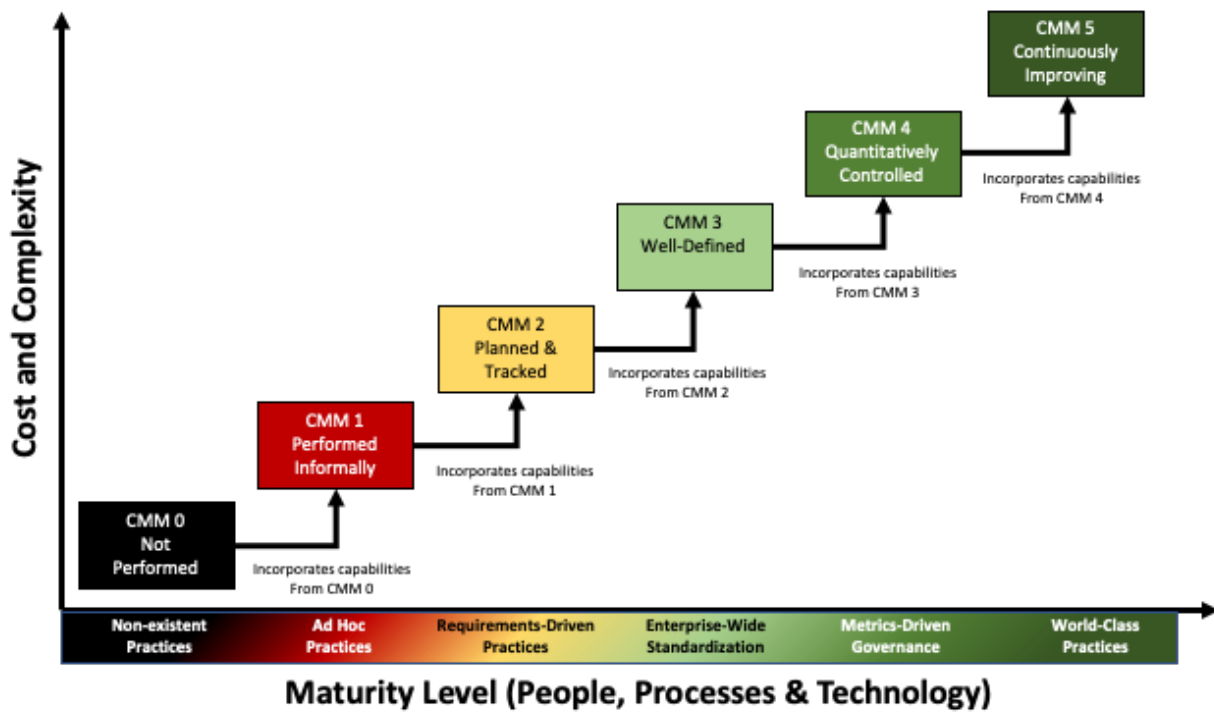 Cost and Complexity
CMM 5
Continuously
Improving
CMM 4
Quantitatively
Controlled
Incorporates capabilities
From CMM 4
CMM 3
Well-Defined
Incorporates capabilities
From CMM 3
CMM 2
Planned &
Tracked
Incorporates capabilities
From CMM 2
CMM 1
Performed
Informally
Incorporates capabilities
From CMM 1
CMM 0
Not
Performed
Incorporates capabilities
From CMM 0
Non-existent
Practices
Ad Hoc
Practices
Requirements-Driven
Practices
Enterprise-Wide
Standardization
Metrics-Driven
Governance
World-Class
Practices
Maturity Level (People, Processes & Technology)